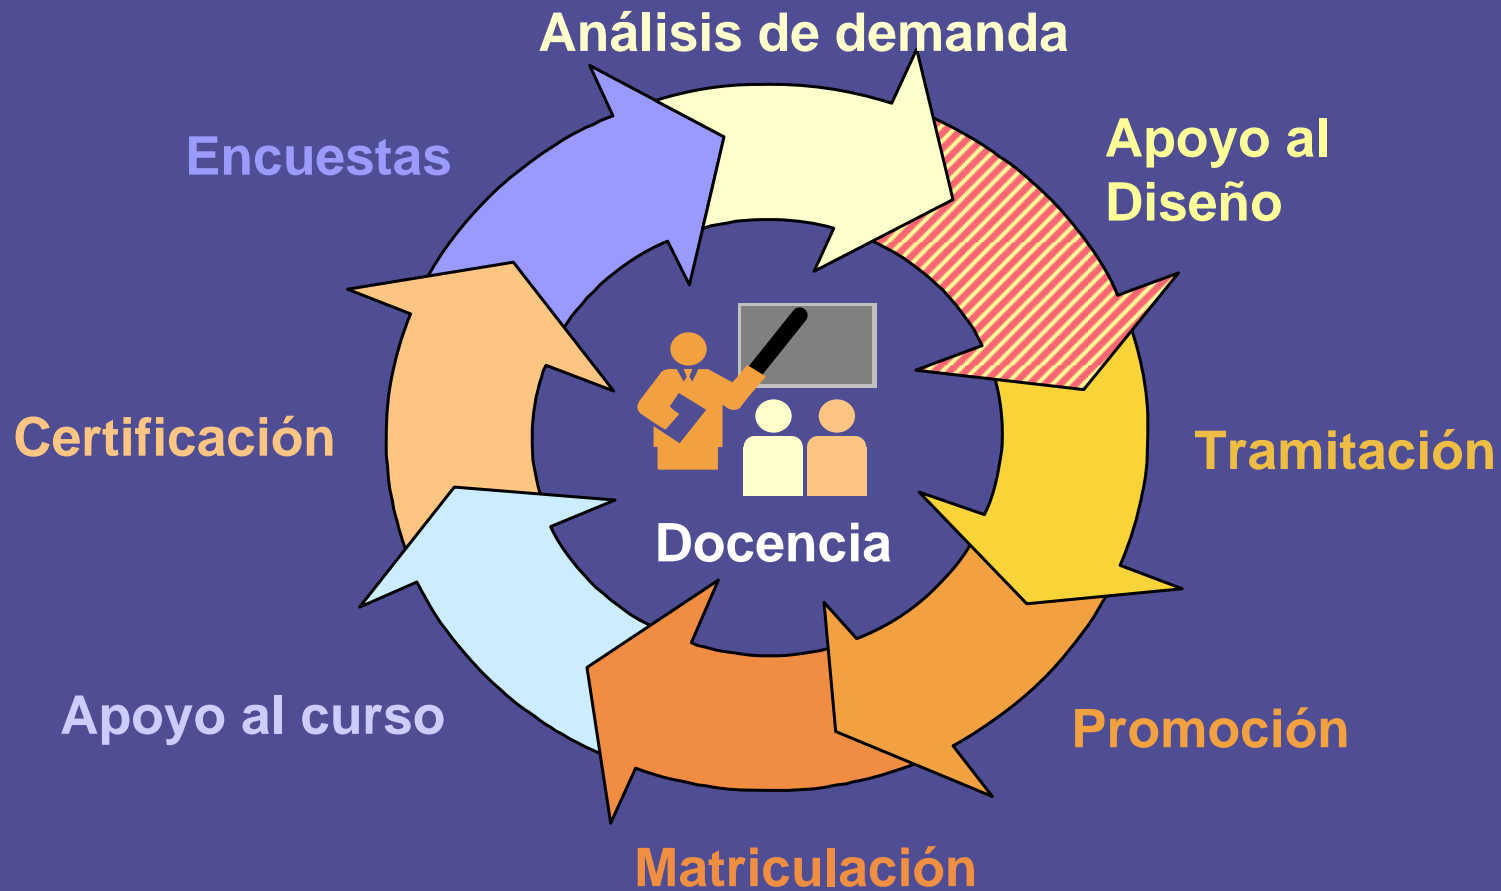 Análisis de demanda
Apoyo al
Diseño
Tramitación
Promoción
Matriculación
Apoyo al curso
Certificación
Encuestas
Docencia